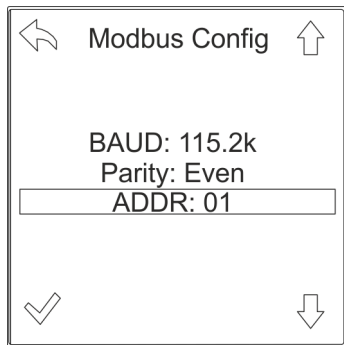 Modbus Config
BAUD: 115.2k
Parity: Even
ADDR: 01